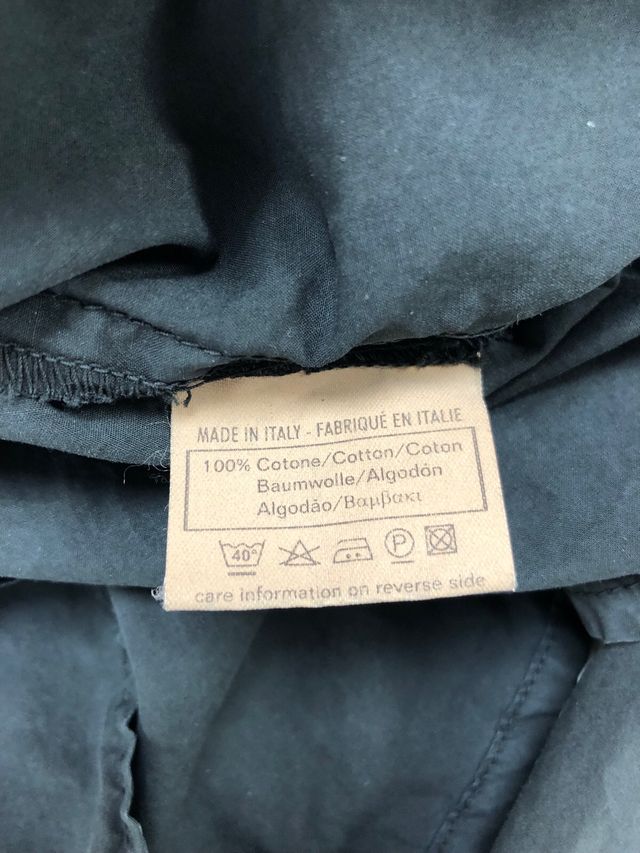 MADE IN ITALY - FABRIQUÉ EN ITALIE
100% Cotone/Cotton/Coton
Baumwolle/Algodón
Algodão/Βαμβακι
40° P
care information on reverse side